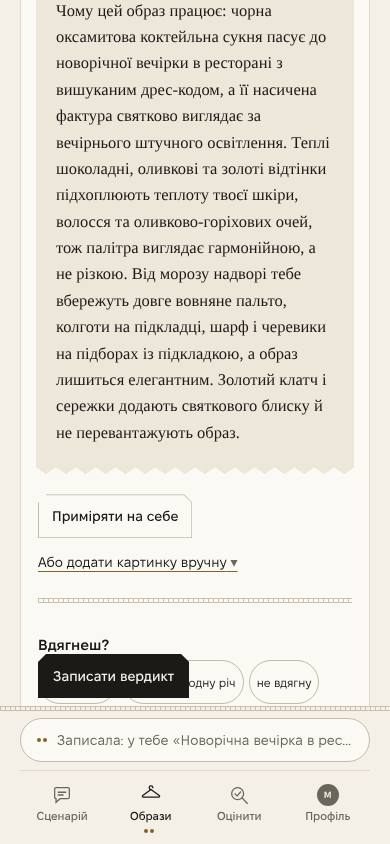 Чому цей образ працює: чорна
оксамитова коктейльна сукня пасує до
новорічної вечірки в ресторані з
вишуканим дрес-кодом, а її насичена
фактура святково виглядає за
вечірнього штучного освітлення. Теплі
шоколадні, оливкові та золоті відтінки
підхоплюють теплоту твоєї шкіри,
волосся та оливково-горіхових очей,
тож палітра виглядає гармонійною, а
не різкою. Від морозу надворі тебе
вбережуть довге вовняне пальто,
колготи на підкладці, шарф і черевики
на підборах із підкладкою, а образ
лишиться елегантним. Золотий клатч і
сережки додають святкового блиску й
не перевантажують образ.
Приміряти на себе
Або додати картинку вручну ▾
Вдягнеш?
Записати вердикт
одну річ
не вдягну
Записала: у тебе «Новорічна вечірка в рес...
Сценарій
Образи
Оцінити
М
Профіль